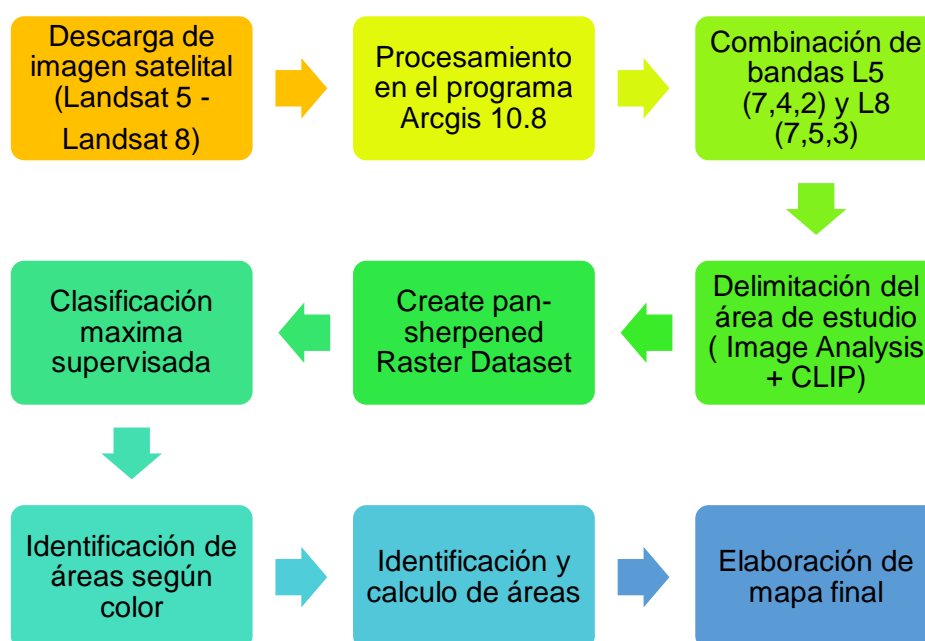 Descarga de
imagen satelital
(Landsat 5 -
Landsat 8)
Procesamiento
en el programa
Arcgis 10.8
Combinación de
bandas L5
(7,4,2) y L8
(7,5,3)
Delimitación del
área de estudio
( Image Analysis
+ CLIP)
Create pan-
sherpened
Raster Dataset
Clasificación
maxima
supervisada
Identificación de
áreas según
color
Identificación y
calculo de áreas
Elaboración de
mapa final